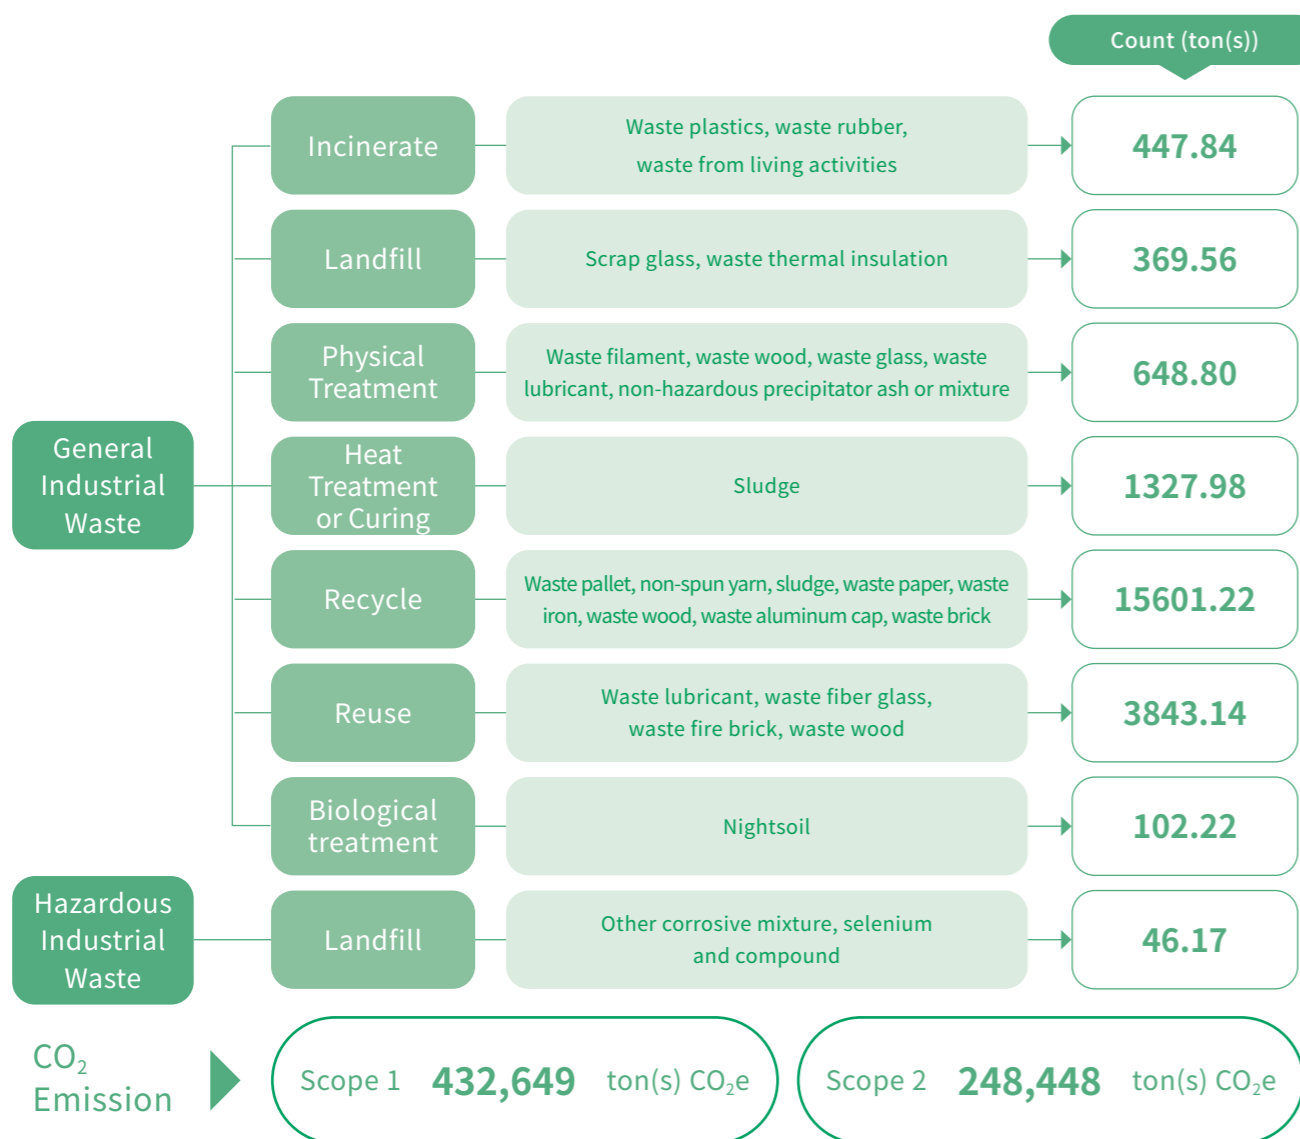 Count (ton(s))
General
Industrial
Waste
Incinerate
Waste plastics, waste rubber,
waste from living activities
447.84
Landfill
Scrap glass, waste thermal insulation
369.56
Physical
Treatment
Waste filament, waste wood, waste glass, waste
lubricant, non-hazardous precipitator ash or mixture
648.80
Heat
Treatment
or Curing
Sludge
1327.98
Recycle
Waste pallet, non-spun yarn, sludge, waste paper, waste
iron, waste wood, waste aluminum cap, waste brick
15601.22
Reuse
Waste lubricant, waste fiber glass,
waste fire brick, waste wood
3843.14
Biological
treatment
Nightsoil
102.22
Hazardous
Industrial
Waste
Landfill
Other corrosive mixture, selenium
and compound
46.17
CO₂
Emission
Scope 1 432,649 ton(s) CO₂e
Scope 2 248,448 ton(s) CO₂e